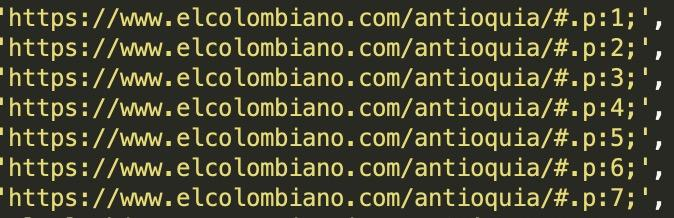 'https://www.elcolombiano.com/antioquia/#.p:1;',
'https://www.elcolombiano.com/antioquia/#.p:2;',
'https://www.elcolombiano.com/antioquia/#.p:3;',
'https://www.elcolombiano.com/antioquia/#.p:4;',
'https://www.elcolombiano.com/antioquia/#.p:5;',
'https://www.elcolombiano.com/antioquia/#.p:6;',
'https://www.elcolombiano.com/antioquia/#.p:7;',